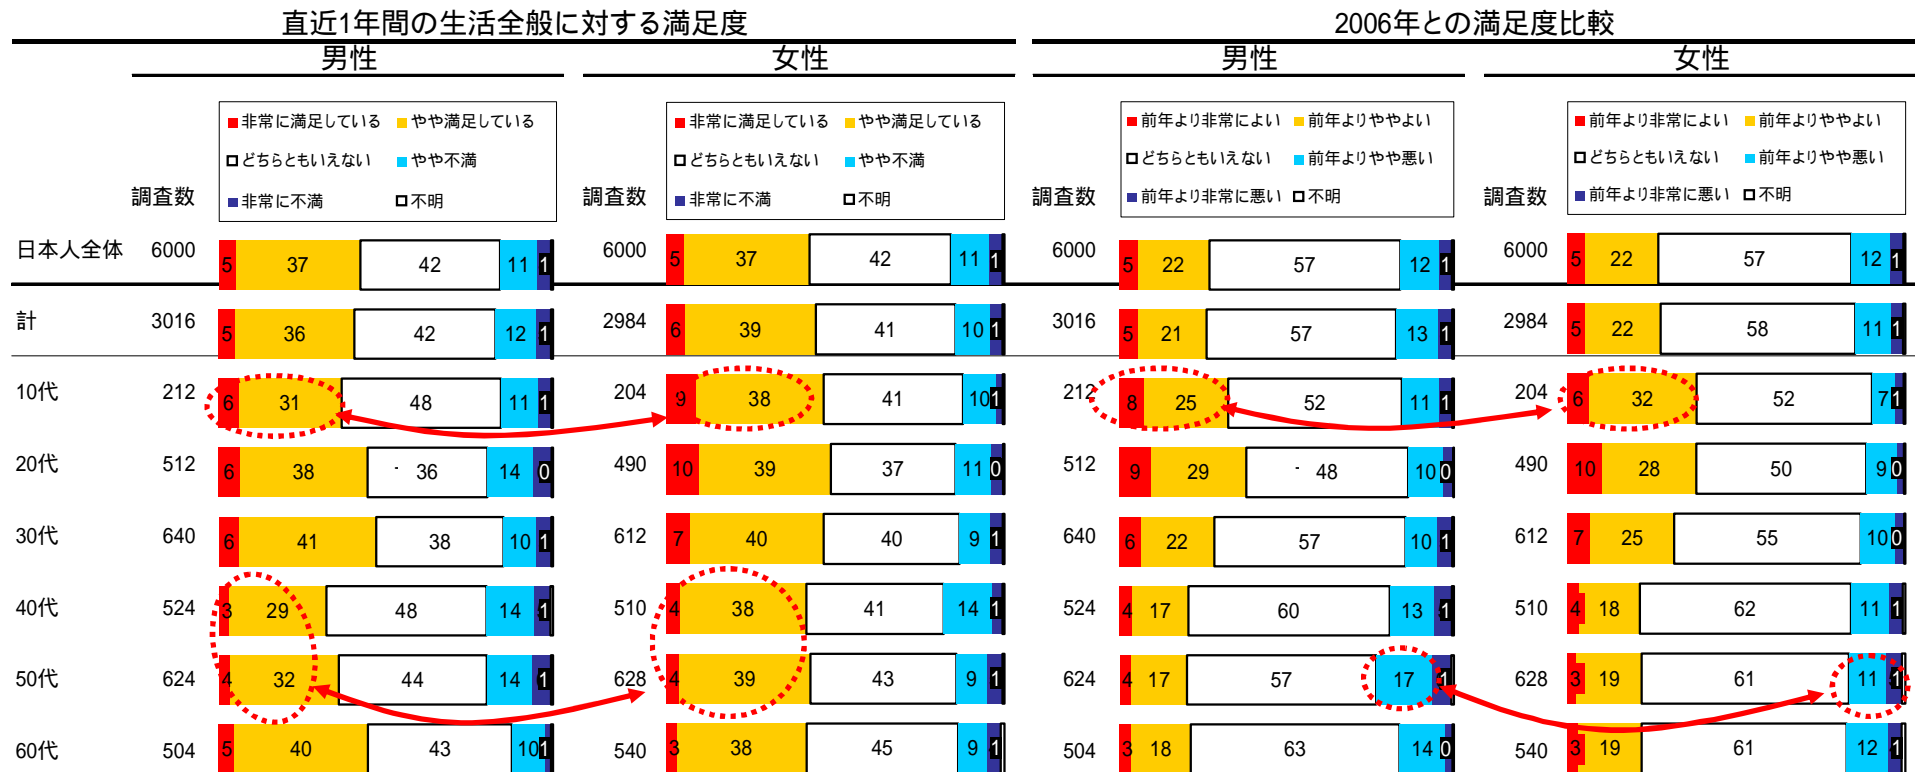 直近1年間の生活全般に対する満足度 2006年との満足度比較
男性 女性 男性 女性
非常に満足している やや満足している 非常に満足している やや満足している 前年より非常によい 前年よりややよい 前年より非常によい 前年よりややよい
どちらともいえない やや不満 どちらともいえない やや不満 どちらともいえない 前年よりやや悪い どちらともいえない 前年よりやや悪い
調査数 非常に不満 不明 調査数 非常に不満 不明 調査数 前年より非常に悪い 不明 調査数 前年より非常に悪い 不明
日本人全体 6000 5 37 42 11 1 6000 5 37 42 11 1 6000 5 22 57 12 1 6000 5 22 57 12 1
計 3016 5 36 42 12 1 2984 6 39 41 10 1 3016 5 21 57 13 1 2984 5 22 58 11 1
10代 212 6 31 48 11 1 204 9 38 41 10 1 212 8 25 52 11 1 204 6 32 52 7 1
20代 512 6 38 36 14 0 490 10 39 37 11 0 512 9 29 48 10 0 490 10 28 50 9 0
30代 640 6 41 38 10 1 612 7 40 40 9 1 640 6 22 57 10 1 612 7 25 55 10 0
40代 524 3 29 48 14 1 510 4 38 41 14 1 524 4 17 60 13 1 510 4 18 62 11 1
50代 624 4 32 44 14 1 628 4 39 43 9 1 624 4 17 57 17 1 628 3 19 61 11 1
60代 504 5 40 43 10 1 540 3 38 45 9 1 504 3 18 63 14 0 540 3 19 61 12 1